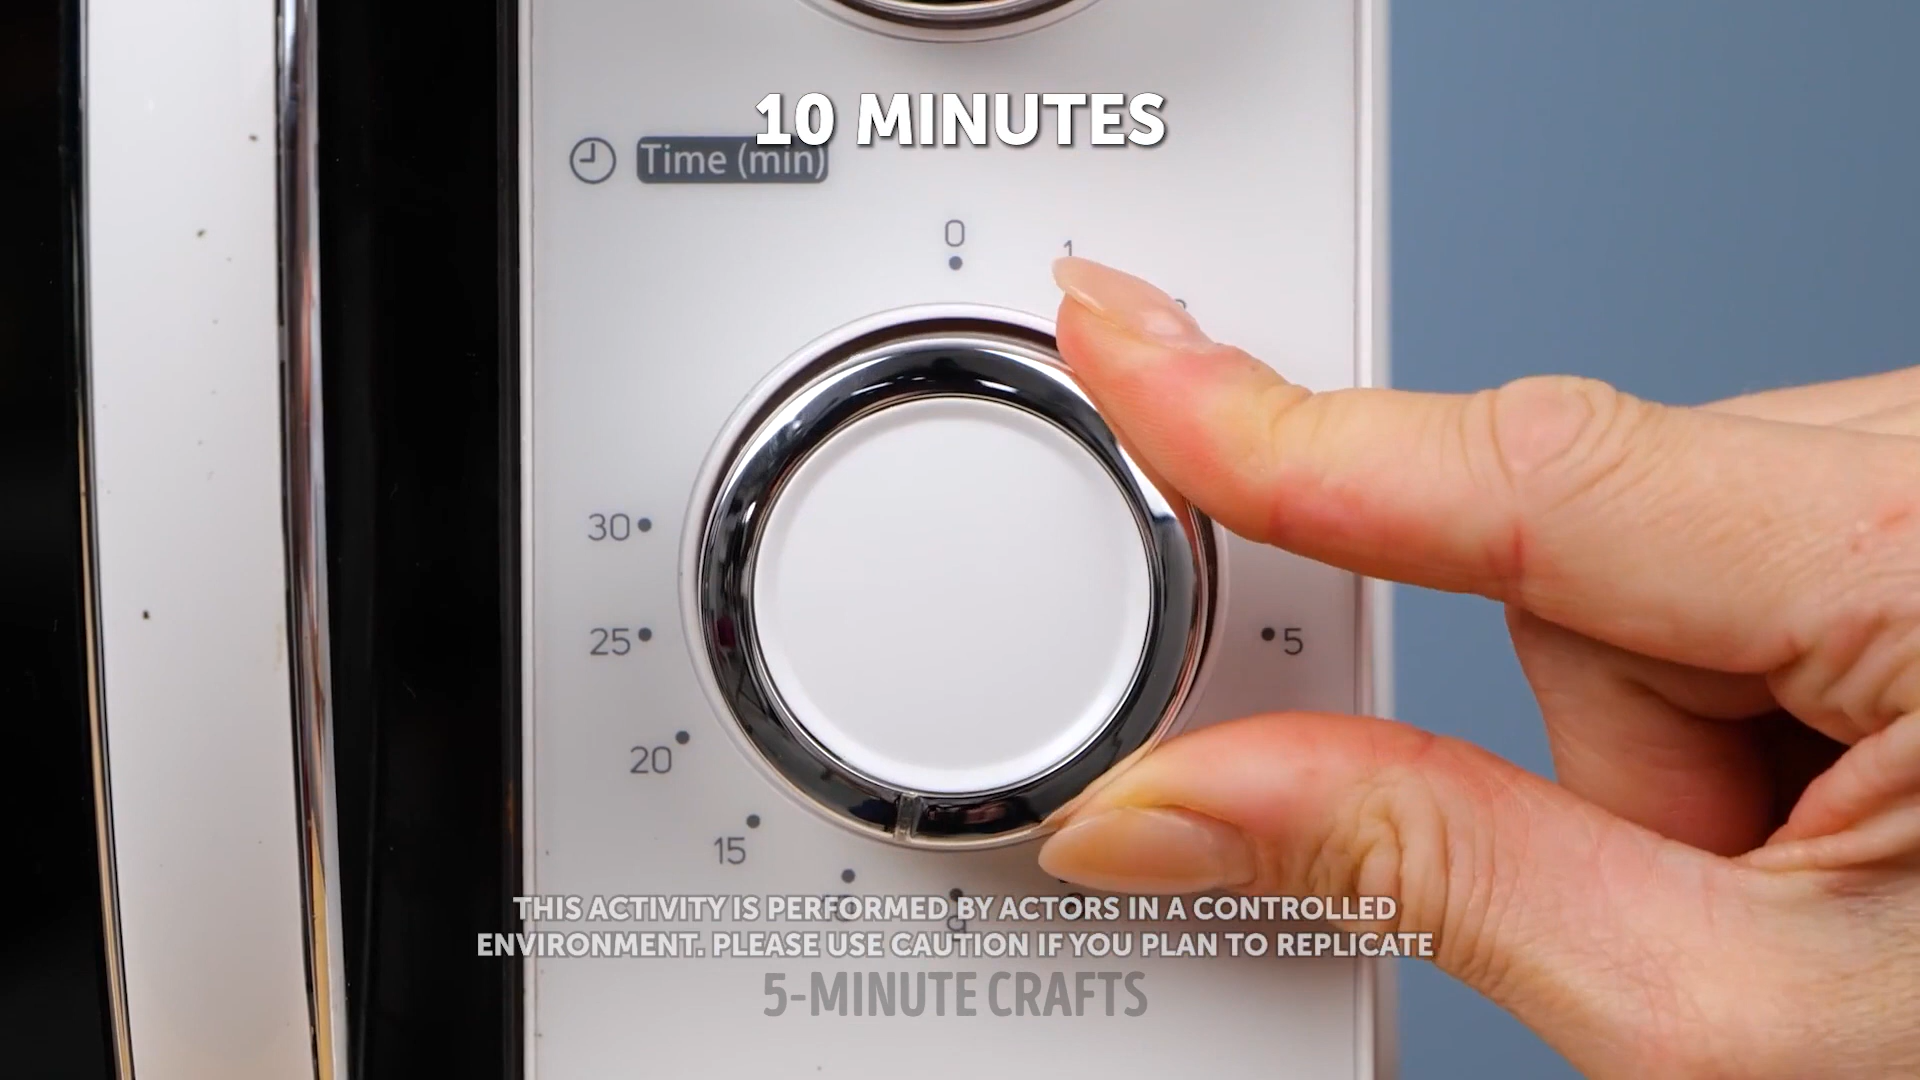 10 MINUTES
Time (min)
0
1
30
25
5
20
15
9
THIS ACTIVITY IS PERFORMED BY ACTORS IN A CONTROLLED
ENVIRONMENT. PLEASE USE CAUTION IF YOU PLAN TO REPLICATE
5-MINUTE CRAFTS